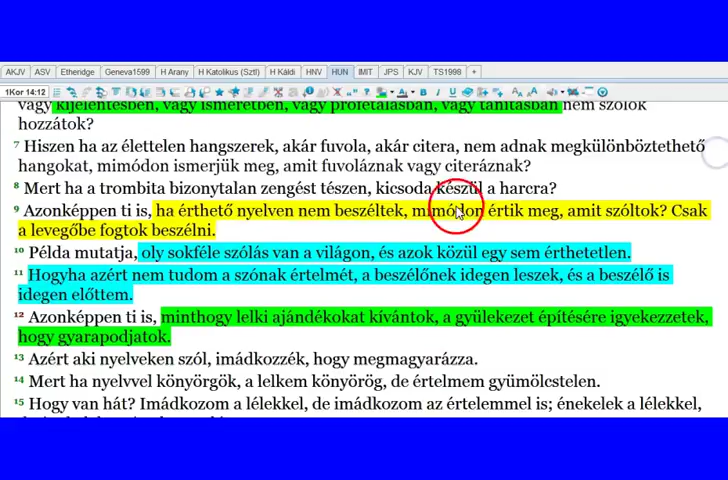 AKJV ASV Etheridge Geneva1599 H Arany H Katolikus (Sztl) H Káldi HNV HUN IMIT JPS KJV TS1998 +
1Kor 14:12
vagy kijelentésben, vagy ismeretben, vagy prófétálásban, vagy tanításban nem szólok
hozzátok?
7 Hiszen ha az élettelen hangszerek, akár fuvola, akár citera, nem adnak megkülönböztethető
hangokat, mimódon ismerjük meg, amit fuvoláznak vagy citeráznak?
8 Mert ha a trombita bizonytalan zengést tészen, kicsoda készül a harcra?
9 Azonképpen ti is, ha érthető nyelven nem beszéltek, mimódon értik meg, amit szóltok? Csak
a levegőbe fogtok beszélni.
10 Példa mutatja, oly sokféle szólás van a világon, és azok közül egy sem érthetetlen.
11 Hogyha azért nem tudom a szónak értelmét, a beszélőnek idegen leszek, és a beszélő is
idegen előttem.
12 Azonképpen ti is, minthogy lelki ajándékokat kívántok, a gyülekezet építésére igyekezzetek,
hogy gyarapodjatok.
13 Azért aki nyelveken szól, imádkozzék, hogy megmagyarázza.
14 Mert ha nyelvvel könyörgök, a lelkem könyörög, de értelmem gyümölcstelen.
15 Hogy van hát? Imádkozom a lélekkel, de imádkozom az értelemmel is; énekelek a lélekkel,